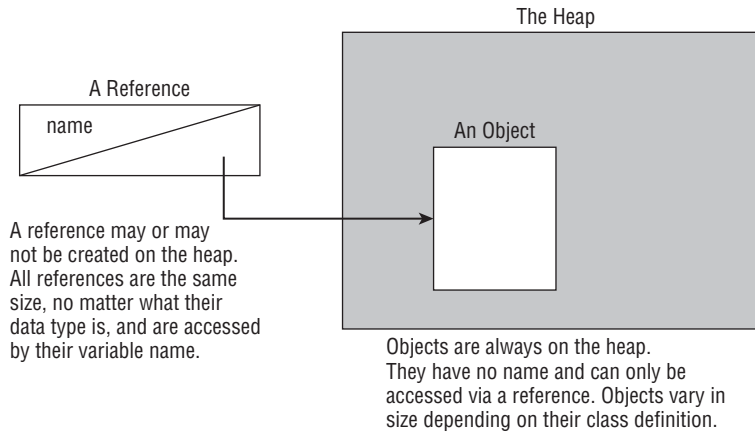 The Heap
A Reference
name
An Object
A reference may or may
not be created on the heap.
All references are the same
size, no matter what their
data type is, and are accessed
by their variable name.
Objects are always on the heap.
They have no name and can only be
accessed via a reference. Objects vary in
size depending on their class definition.